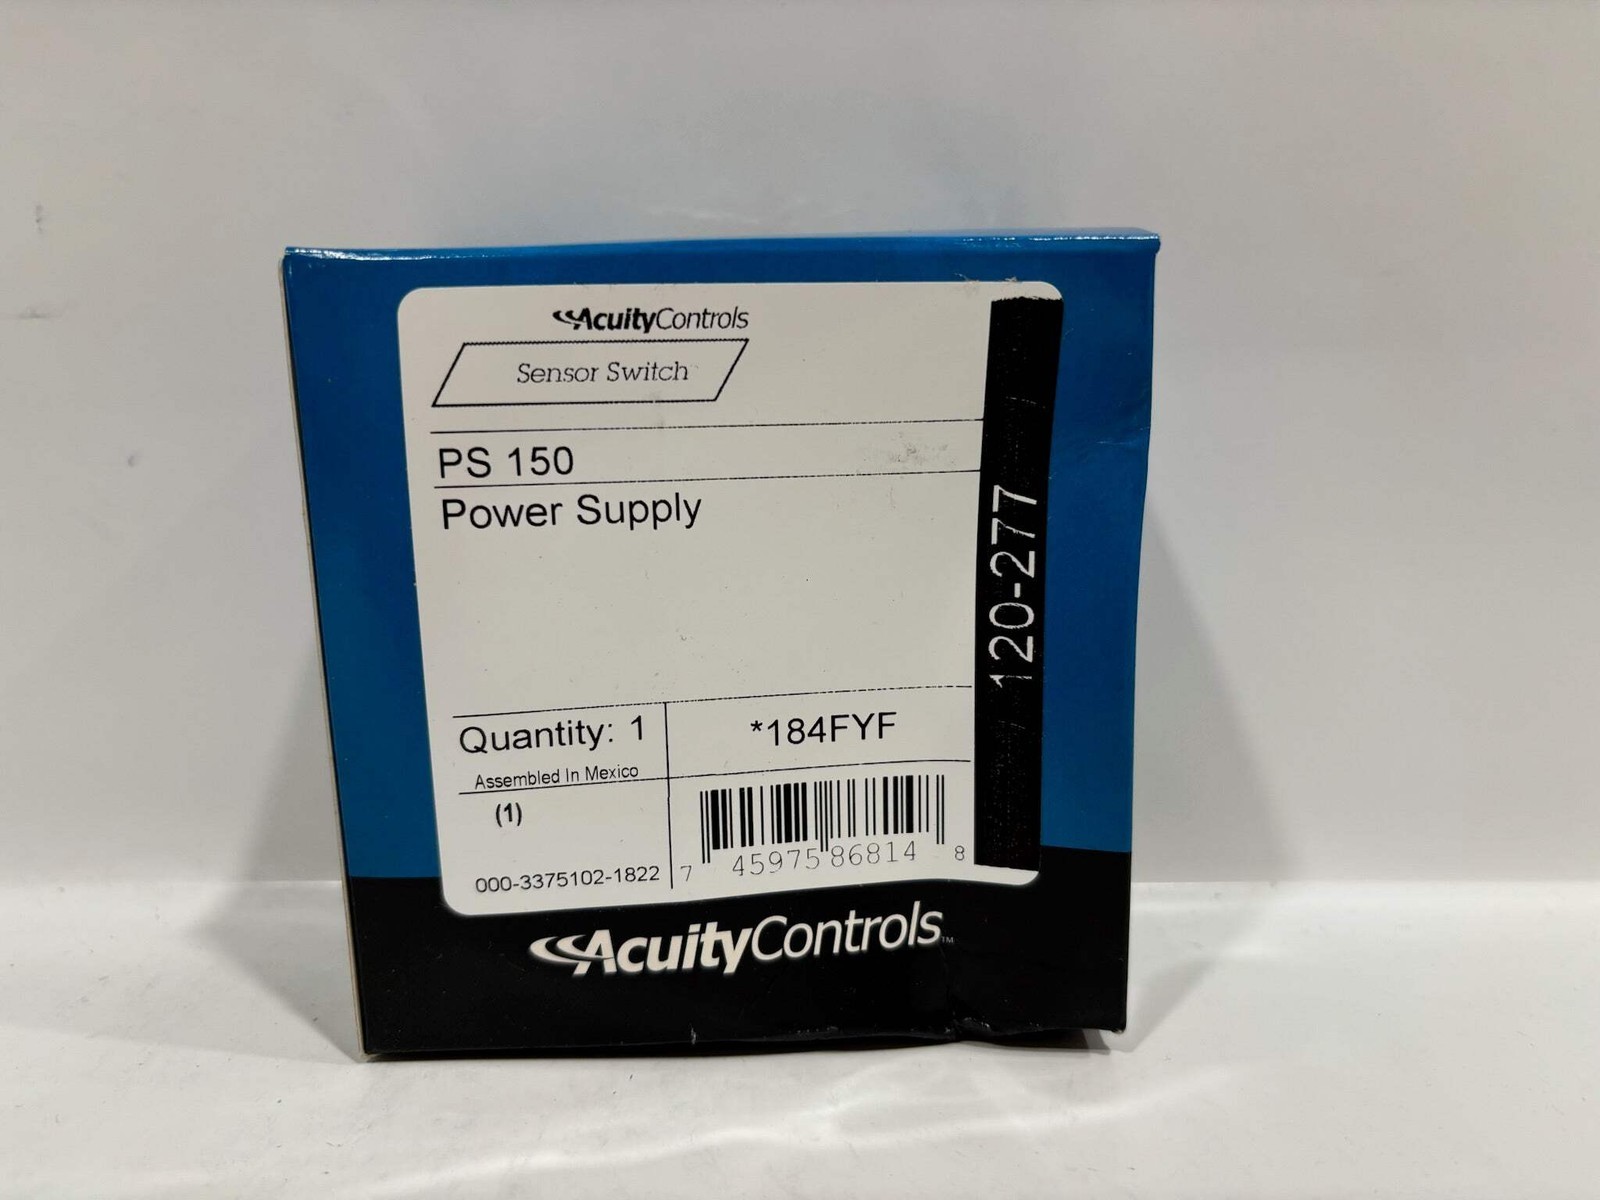 AcuityControls
Sensor Switch
PS 150
Power Supply
120-277
Quantity: 1
*184FYF
Assembled In Mexico
(1)
000-3375102-1822
7 45975 86814 8
AcuityControls™